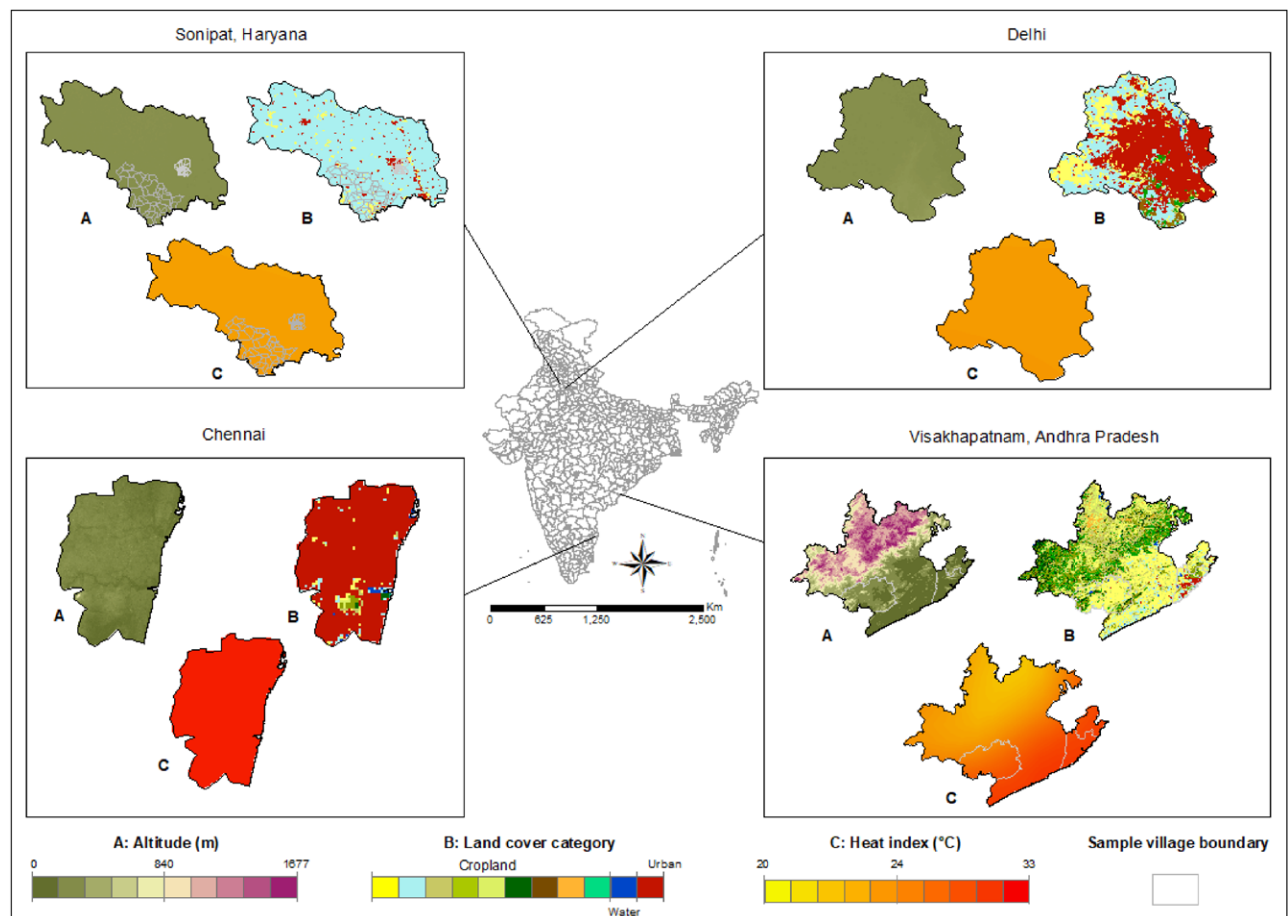 Sonipat, Haryana
Delhi
A
B
C
A
B
C
Chennai
Visakhapatnam, Andhra Pradesh
A
B
C
A
B
C
N
W
E
S
Km
0 625 1,250 2,500
A: Altitude (m)
0 840 1677
B: Land cover category
Cropland Urban
Water
C: Heat index (°C)
20 24 33
Sample village boundary